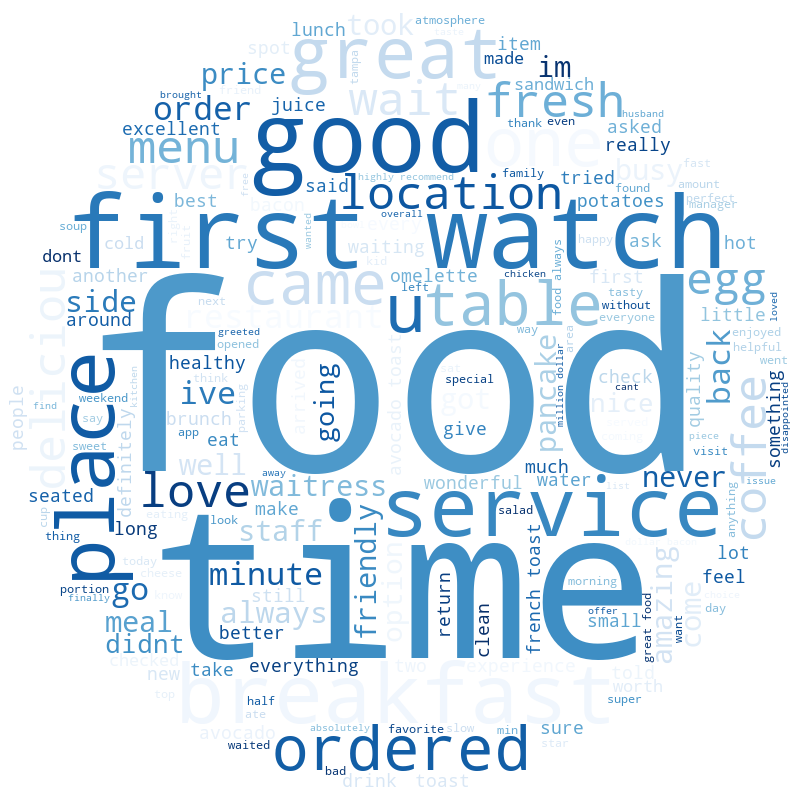 atmosphere
lunch
took
taste
great
item
spot
made
im
price
tampa
sandwich
wait
fresh
brought
order
juice
friend
thank
even
husband
excellent
good
one
asked
menu
really
server
bacon
highly recommend
family
busy
fast
said
location
tried
found
amount
free
best
potatoes
perfect
manager
overall
every
soup
first watch
right
fruit
wanted
dont
cold
try
waiting
happy
ask
hot
another
came
kid
omelette
chicken
food always
first
side
next
left
u
table
tasty
egg
without
loved
around
restaurant
everyone
little
greeted
way
area
enjoyed
delicious
opened
helpful
food
place
healthy
think
million dollar
back
went
people
weekend
kitchen
ive
going
arrived
avocado toast
special
got
pancake
nice
check
cant
quality
coffee
something
disappointed
find
say
brunch
parking
eat
give
piece
sweet
definitely
app
well
visit
love
away
waitress
much
wonderful
water
never
list
issue
seated
cup
make
salad
service
anything
thing
long
look
staff
friendly
option
time
french toast
lot
today
minute
return
clean
morning
feel
portion
cheese
know
go
still
offer
day
finally
meal
always
small
want
choice
didnt
better
great food
amazing
come
checked
take
everything
two
experience
told
new
worth
top
breakfast
half
super
ate
avocado
absolutely
favorite
slow
min
sure
waited
ordered
star
bad
drink
toast